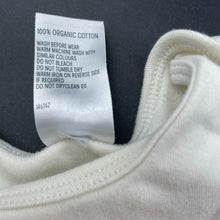 100% ORGANIC COTTON
WASH BEFORE WEAR
WARM MACHINE WASH WITH
SIMILAR COLOURS
DO NOT BLEACH
DO NOT TUMBLE DRY
WARM IRON ON REVERSE SIDE
IF REQUIRED
DO NOT DRYCLEAN GS